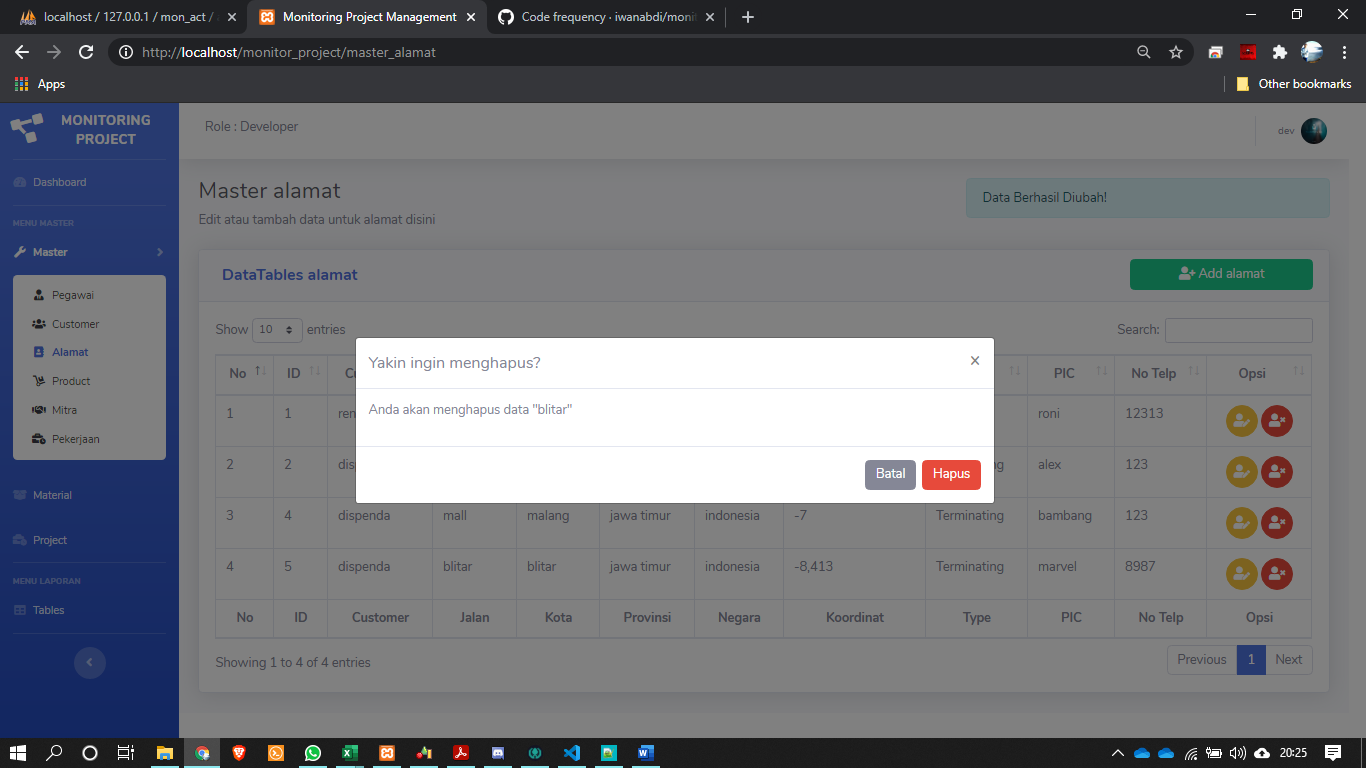 localhost / 127.0.0.1 / mon_act /
Monitoring Project Management
Code frequency · iwanabdi/monit
http://localhost/monitor_project/master_alamat
Apps
Other bookmarks
MONITORING
PROJECT
Role : Developer
dev
Dashboard
MENU MASTER
Master
Pegawai
Customer
Alamat
Product
Mitra
Pekerjaan
Material
Project
MENU LAPORAN
Tables
Master alamat
Edit atau tambah data untuk alamat disini
Data Berhasil Diubah!
DataTables alamat
Add alamat
Show 10 entries
Search:
No ID PIC No Telp Opsi
1 1 roni 12313
2 2 alex 123
Yakin ingin menghapus?
×
Anda akan menghapus data "blitar"
Batal Hapus
3 4 dispenda mall malang jawa timur indonesia -7 Terminating bambang 123
4 5 dispenda blitar blitar jawa timur indonesia -8,413 Terminating marvel 8987
No ID Customer Jalan Kota Provinsi Negara Koordinat Type PIC No Telp Opsi
Showing 1 to 4 of 4 entries
Previous 1 Next
20:25